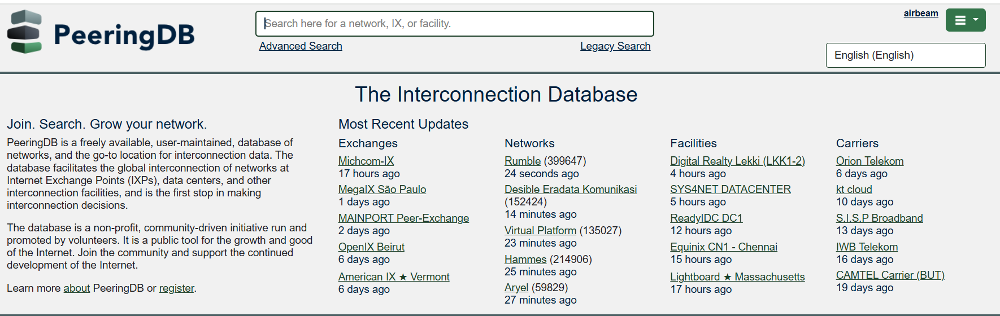 PeeringDB
Search here for a network, IX, or facility.
Advanced Search
Legacy Search
airbeam
English (English)
The Interconnection Database
Join. Search. Grow your network.
PeeringDB is a freely available, user-maintained, database of
networks, and the go-to location for interconnection data. The
database facilitates the global interconnection of networks at
Internet Exchange Points (IXPs), data centers, and other
interconnection facilities, and is the first stop in making
interconnection decisions.
The database is a non-profit, community-driven initiative run and
promoted by volunteers. It is a public tool for the growth and good
of the Internet. Join the community and support the continued
development of the Internet.
Learn more about PeeringDB or register.
Most Recent Updates
Exchanges
Michcom-IX
17 hours ago
MegaIX São Paulo
1 days ago
MAINPORT Peer-Exchange
2 days ago
OpenIX Beirut
6 days ago
American IX ★ Vermont
6 days ago
Networks
Rumble (399647)
24 seconds ago
Desible Eradata Komunikasi
(152424)
14 minutes ago
Virtual Platform (135027)
23 minutes ago
Hammes (214906)
25 minutes ago
Aryel (59829)
27 minutes ago
Facilities
Digital Realty Lekki (LKK1-2)
4 hours ago
SYS4NET DATACENTER
5 hours ago
ReadyIDC DC1
12 hours ago
Equinix CN1 - Chennai
15 hours ago
Lightboard ★ Massachusetts
17 hours ago
Carriers
Orion Telekom
6 days ago
kt cloud
10 days ago
S.I.S.P Broadband
13 days ago
IWB Telekom
16 days ago
CAMTEL Carrier (BUT)
19 days ago